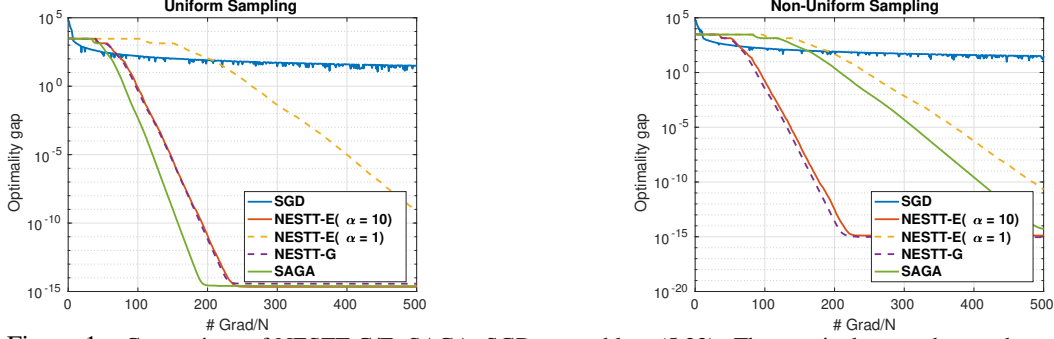 Uniform Sampling
10^5
10^0
10^-5
10^-10
10^-15
Optimality gap
0 100 200 300 400 500
# Grad/N
SGD
NESTT-E( α = 10)
NESTT-E( α = 1)
NESTT-G
SAGA
Non-Uniform Sampling
10^5
10^0
10^-5
10^-10
10^-15
10^-20
Optimality gap
0 100 200 300 400 500
# Grad/N
SGD
NESTT-E( α = 10)
NESTT-E( α = 1)
NESTT-G
SAGA